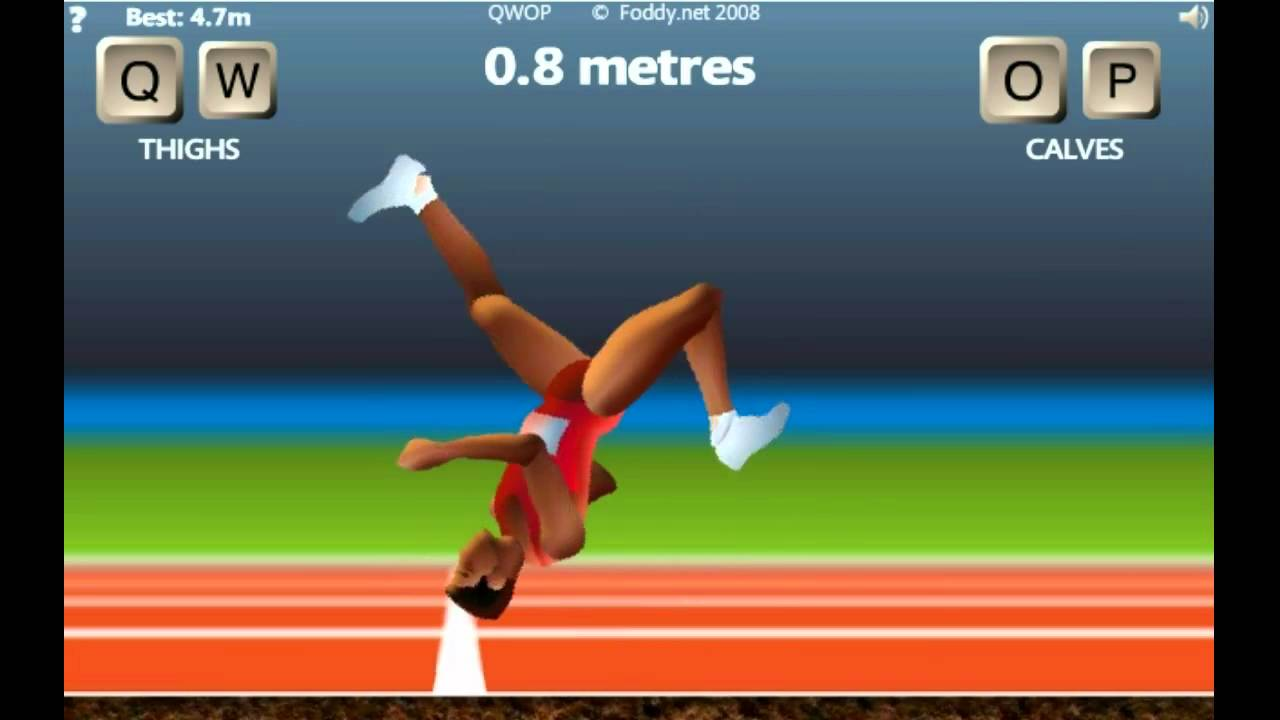 ? Best: 4.7m QWOP © Foddy.net 2008
Q W 0.8 metres O P
THIGHS CALVES